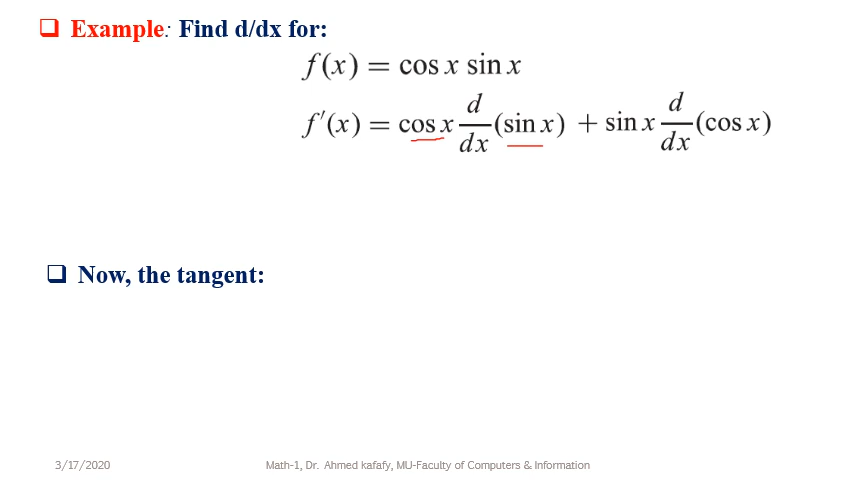 ❑ Example: Find d/dx for:
f(x) = cos x sin x
f′(x) = cos x d/dx (sin x) + sin x d/dx (cos x)
❑ Now, the tangent:
3/17/2020 Math-1, Dr. Ahmed kafafy, MU-Faculty of Computers & Information